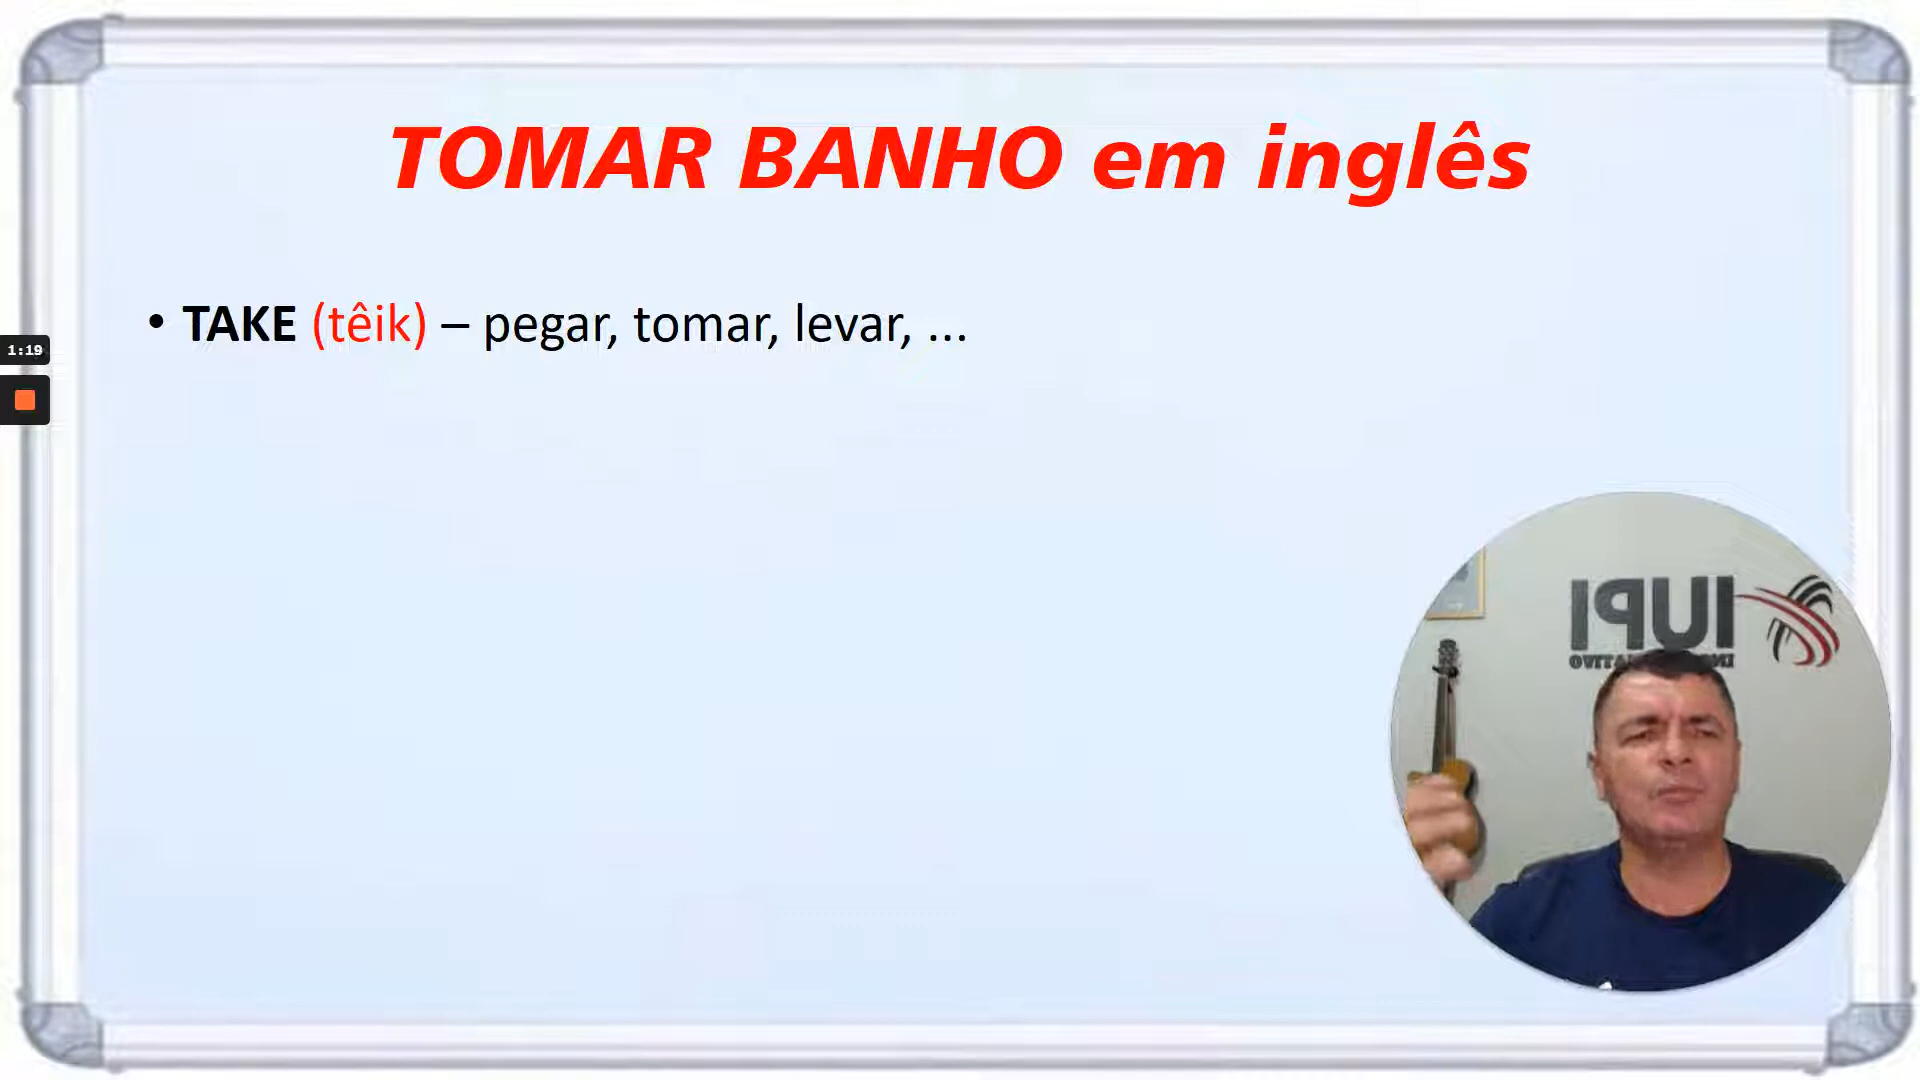 TOMAR BANHO em inglês
• TAKE (têik) – pegar, tomar, levar, ...
1:19
IUPI